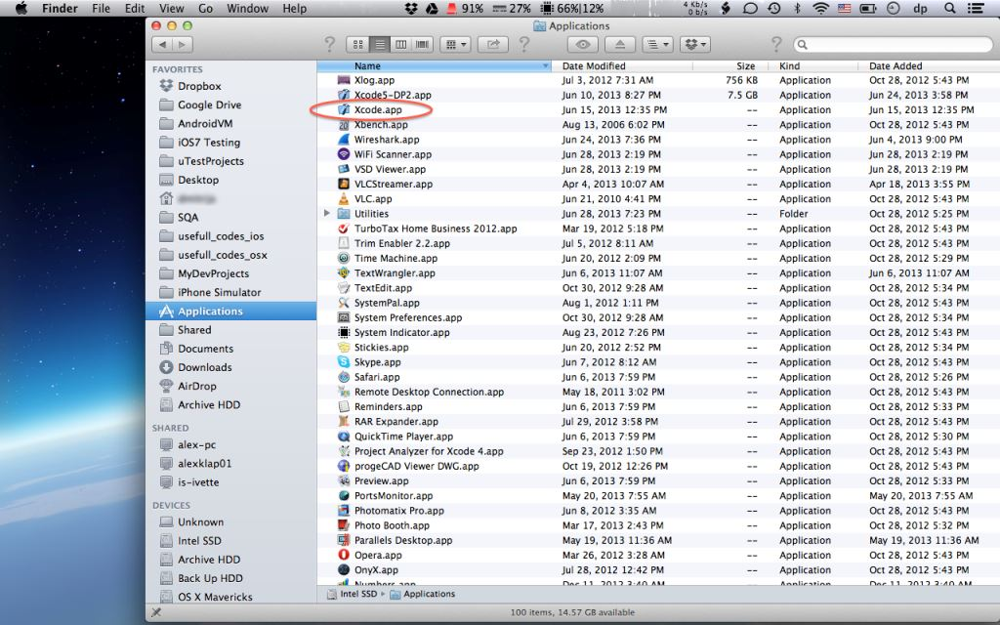 Finder File Edit View Go Window Help 91% 27% 66%|12% 4 Kb/s 0 b/s dp
Applications
FAVORITES
Dropbox
Google Drive
AndroidVM
iOS7 Testing
uTestProjects
Desktop
SQA
usefull_codes_ios
usefull_codes_osx
MyDevProjects
iPhone Simulator
Applications
Shared
Documents
Downloads
AirDrop
Archive HDD
SHARED
alex-pc
alexklap01
is-ivette
DEVICES
Unknown
Intel SSD
Archive HDD
Back Up HDD
OS X Mavericks
Name Date Modified Size Kind Date Added
Xlog.app Jul 3, 2012 7:31 AM 756 KB Application Oct 28, 2012 5:43 PM
Xcode5-DP2.app Jun 10, 2013 8:27 PM 7.5 GB Application Jun 24, 2013 3:58 PM
Xcode.app Jun 15, 2013 12:35 PM -- Application Jun 15, 2013 12:35 PM
Xbench.app Aug 13, 2006 6:02 PM -- Application Oct 28, 2012 5:43 PM
Wireshark.app Jun 24, 2013 7:36 PM -- Application Jun 4, 2013 9:00 PM
WiFi Scanner.app Jun 28, 2013 2:19 PM -- Application Jun 28, 2013 2:19 PM
VSD Viewer.app Jun 28, 2013 2:19 PM -- Application Jun 28, 2013 2:19 PM
VLCStreamer.app Apr 4, 2013 10:07 AM -- Application Apr 18, 2013 3:55 PM
VLC.app Jun 21, 2010 4:41 PM -- Application Oct 28, 2012 5:43 PM
Utilities Jun 28, 2013 7:23 PM -- Folder Oct 28, 2012 5:25 PM
TurboTax Home Business 2012.app Mar 19, 2012 5:18 PM -- Application Oct 28, 2012 5:43 PM
Trim Enabler 2.2.app Jul 5, 2012 8:11 AM -- Application Oct 28, 2012 5:43 PM
Time Machine.app Jun 20, 2012 2:09 PM -- Application Oct 28, 2012 5:29 PM
TextWrangler.app Jun 6, 2013 11:07 AM -- Application Jun 6, 2013 11:07 AM
TextEdit.app Oct 30, 2012 9:28 AM -- Application Oct 28, 2012 5:34 PM
SystemPal.app Aug 1, 2012 1:11 PM -- Application Oct 28, 2012 5:43 PM
System Preferences.app Oct 30, 2012 9:28 AM -- Application Oct 28, 2012 5:34 PM
System Indicator.app Aug 23, 2012 7:26 PM -- Application Oct 28, 2012 5:43 PM
Stickies.app Jun 20, 2012 2:52 PM -- Application Oct 28, 2012 5:34 PM
Skype.app Jun 7, 2012 8:12 AM -- Application Oct 28, 2012 5:43 PM
Safari.app Jun 6, 2013 7:59 PM -- Application Oct 28, 2012 5:26 PM
Remote Desktop Connection.app May 18, 2011 3:02 PM -- Application Oct 28, 2012 5:43 PM
Reminders.app Jun 6, 2013 7:59 PM -- Application Oct 28, 2012 5:33 PM
RAR Expander.app Jul 29, 2012 3:58 PM -- Application Oct 28, 2012 5:43 PM
QuickTime Player.app Jun 6, 2013 7:59 PM -- Application Oct 28, 2012 5:30 PM
Project Analyzer for Xcode 4.app Sep 23, 2012 1:50 PM -- Application Oct 28, 2012 5:43 PM
progeCAD Viewer DWG.app Oct 19, 2012 12:26 PM -- Application Oct 28, 2012 5:43 PM
Preview.app Jun 6, 2013 7:59 PM -- Application Oct 28, 2012 5:33 PM
PortsMonitor.app May 20, 2013 7:55 AM -- Application May 20, 2013 7:55 AM
Photomatix Pro.app Jun 8, 2012 3:35 AM -- Application Oct 28, 2012 5:43 PM
Photo Booth.app Mar 17, 2013 2:43 PM -- Application Oct 28, 2012 5:32 PM
Parallels Desktop.app May 19, 2013 11:36 AM -- Application May 19, 2013 11:36 AM
Opera.app Mar 26, 2012 3:28 AM -- Application Oct 28, 2012 5:43 PM
OnyX.app Jul 28, 2012 12:42 PM -- Application Oct 28, 2012 5:43 PM
Numbers.app Dec 11, 2012 3:40 AM -- Application Dec 11, 2012 3:40 AM
Intel SSD Applications
100 items, 14.57 GB available